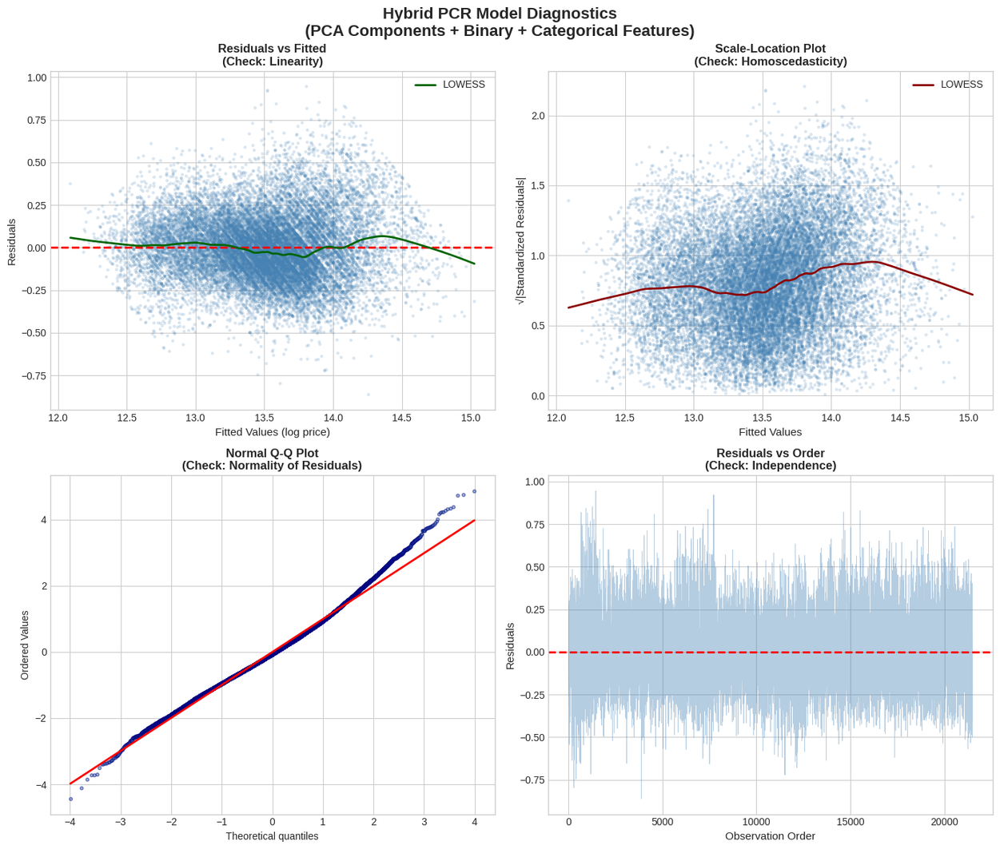 Hybrid PCR Model Diagnostics
(PCA Components + Binary + Categorical Features)
Residuals vs Fitted
(Check: Linearity)
LOWESS
1.00
0.75
0.50
0.25
0.00
−0.25
−0.50
−0.75
Residuals
12.0 12.5 13.0 13.5 14.0 14.5 15.0
Fitted Values (log price)
Scale-Location Plot
(Check: Homoscedasticity)
LOWESS
2.0
1.5
1.0
0.5
0.0
√|Standardized Residuals|
12.0 12.5 13.0 13.5 14.0 14.5 15.0
Fitted Values
Normal Q-Q Plot
(Check: Normality of Residuals)
4
2
0
−2
−4
Ordered Values
−4 −3 −2 −1 0 1 2 3 4
Theoretical quantiles
Residuals vs Order
(Check: Independence)
1.00
0.75
0.50
0.25
0.00
−0.25
−0.50
−0.75
Residuals
0 5000 10000 15000 20000
Observation Order